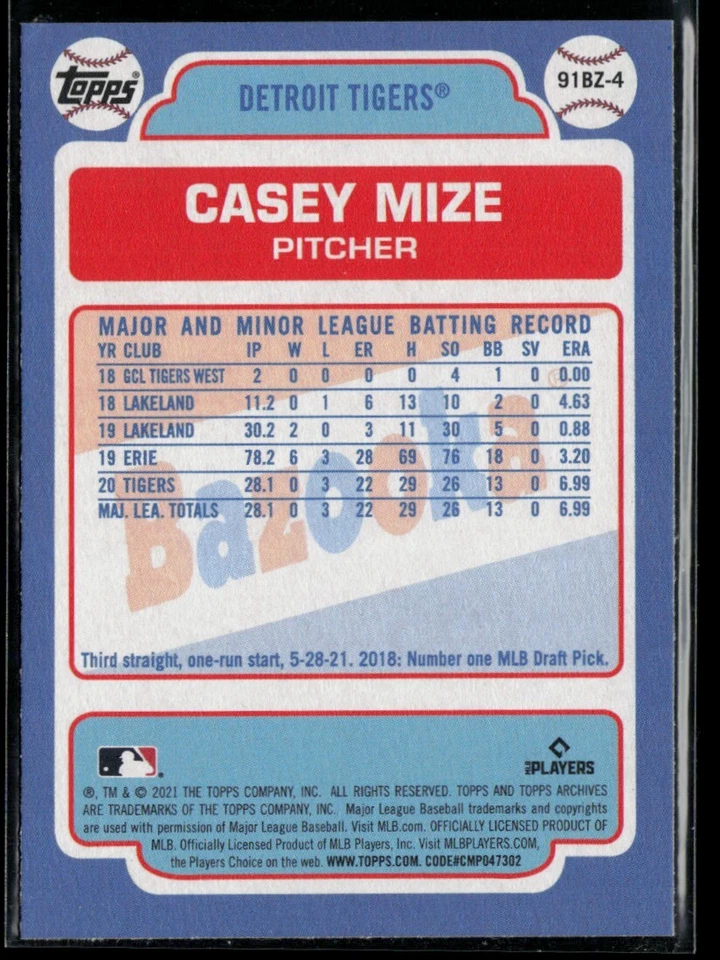 Topps®
91BZ-4
DETROIT TIGERS®
CASEY MIZE
PITCHER
MAJOR AND MINOR LEAGUE BATTING RECORD
YR CLUB IP W L ER H SO BB SV ERA
18 GCL TIGERS WEST 2 0 0 0 0 4 1 0 0.00
18 LAKELAND 11.2 0 1 6 13 10 2 0 4.63
19 LAKELAND 30.2 2 0 3 11 30 5 0 0.88
19 ERIE 78.2 6 3 28 69 76 18 0 3.20
20 TIGERS 28.1 0 3 22 29 26 13 0 6.99
MAJ. LEA. TOTALS 28.1 0 3 22 29 26 13 0 6.99
Bazooka®
Third straight, one-run start, 5-28-21. 2018: Number one MLB Draft Pick.
MLB PLAYERS
®, TM & © 2021 THE TOPPS COMPANY, INC. ALL RIGHTS RESERVED. TOPPS AND TOPPS ARCHIVES
ARE TRADEMARKS OF THE TOPPS COMPANY, INC. Major League Baseball trademarks and copyrights
are used with permission of Major League Baseball. Visit MLB.com. OFFICIALLY LICENSED PRODUCT OF
MLB. Officially Licensed Product of MLB Players, Inc. Visit MLBPLAYERS.COM,
the Players Choice on the web. WWW.TOPPS.COM. CODE#CMP047302